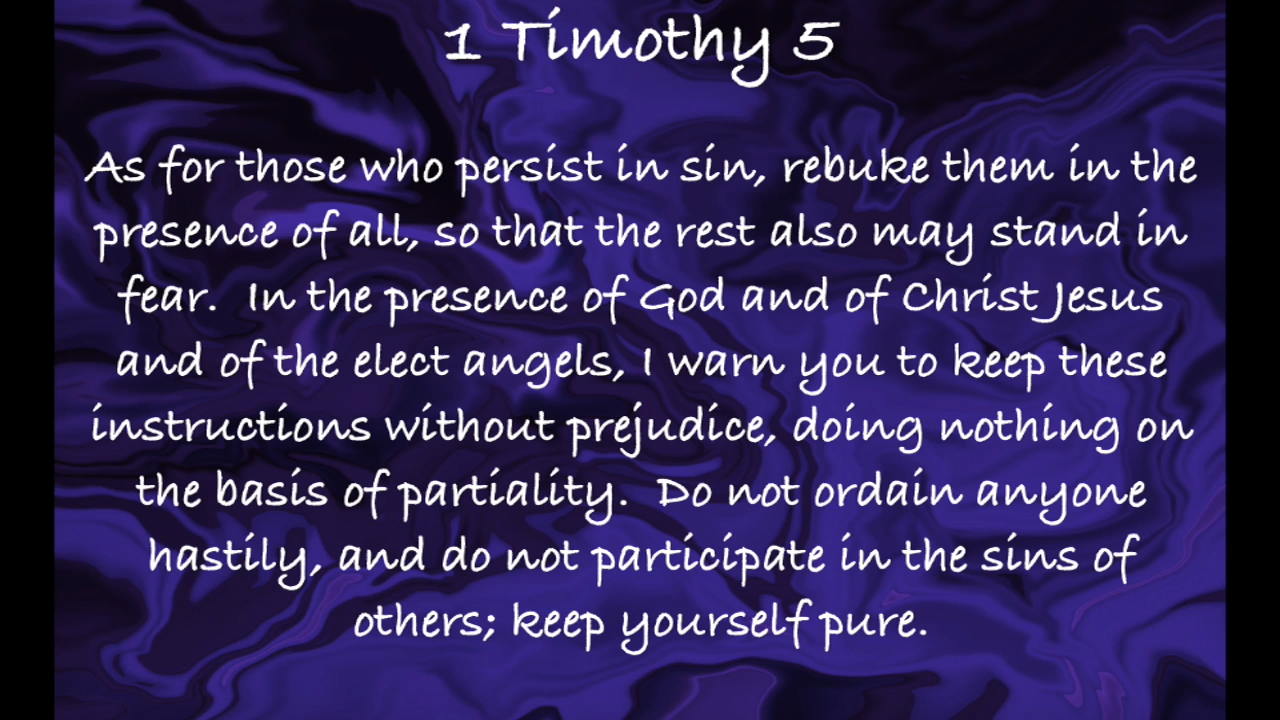 1 Timothy 5
As for those who persist in sin, rebuke them in the
presence of all, so that the rest also may stand in
fear.  In the presence of God and of Christ Jesus
and of the elect angels, I warn you to keep these
instructions without prejudice, doing nothing on
the basis of partiality.  Do not ordain anyone
hastily, and do not participate in the sins of
others; keep yourself pure.